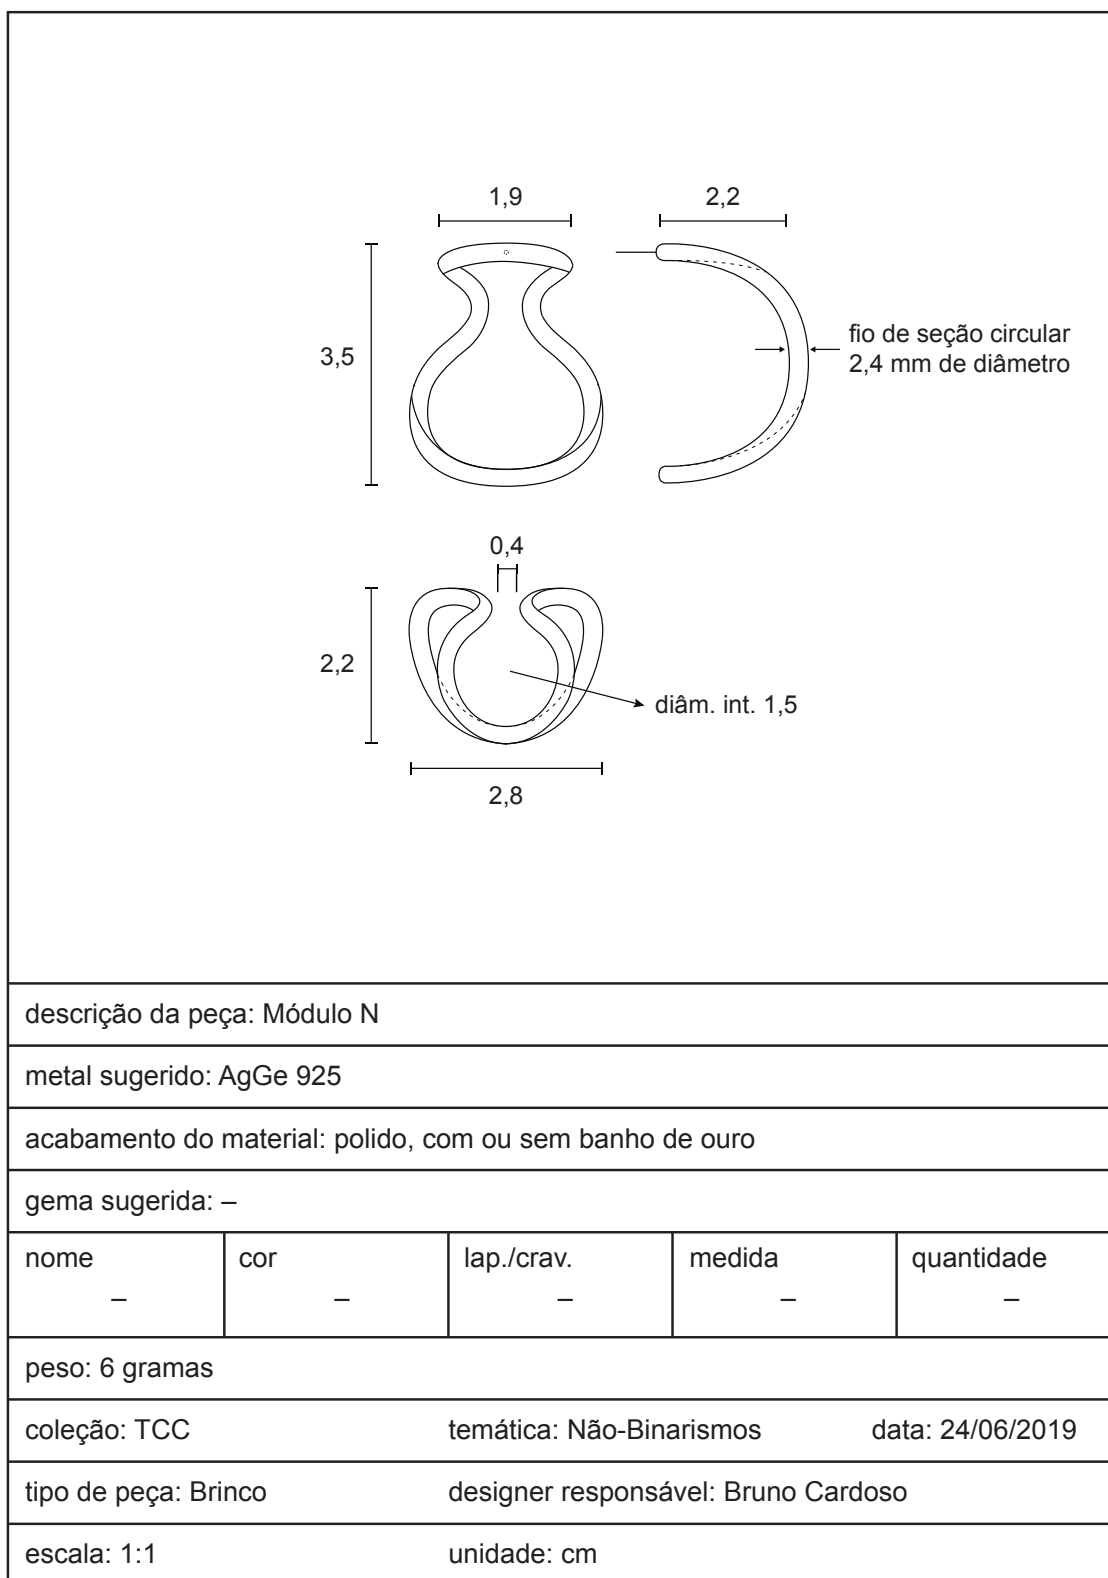 1,9
2,2
3,5
fio de seção circular
2,4 mm de diâmetro
0,4
2,2
diâm. int. 1,5
2,8
descrição da peça: Módulo N
metal sugerido: AgGe 925
acabamento do material: polido, com ou sem banho de ouro
gema sugerida: –
nome cor lap./crav. medida quantidade
– – – – –
peso: 6 gramas
coleção: TCC temática: Não-Binarismos data: 24/06/2019
tipo de peça: Brinco designer responsável: Bruno Cardoso
escala: 1:1 unidade: cm